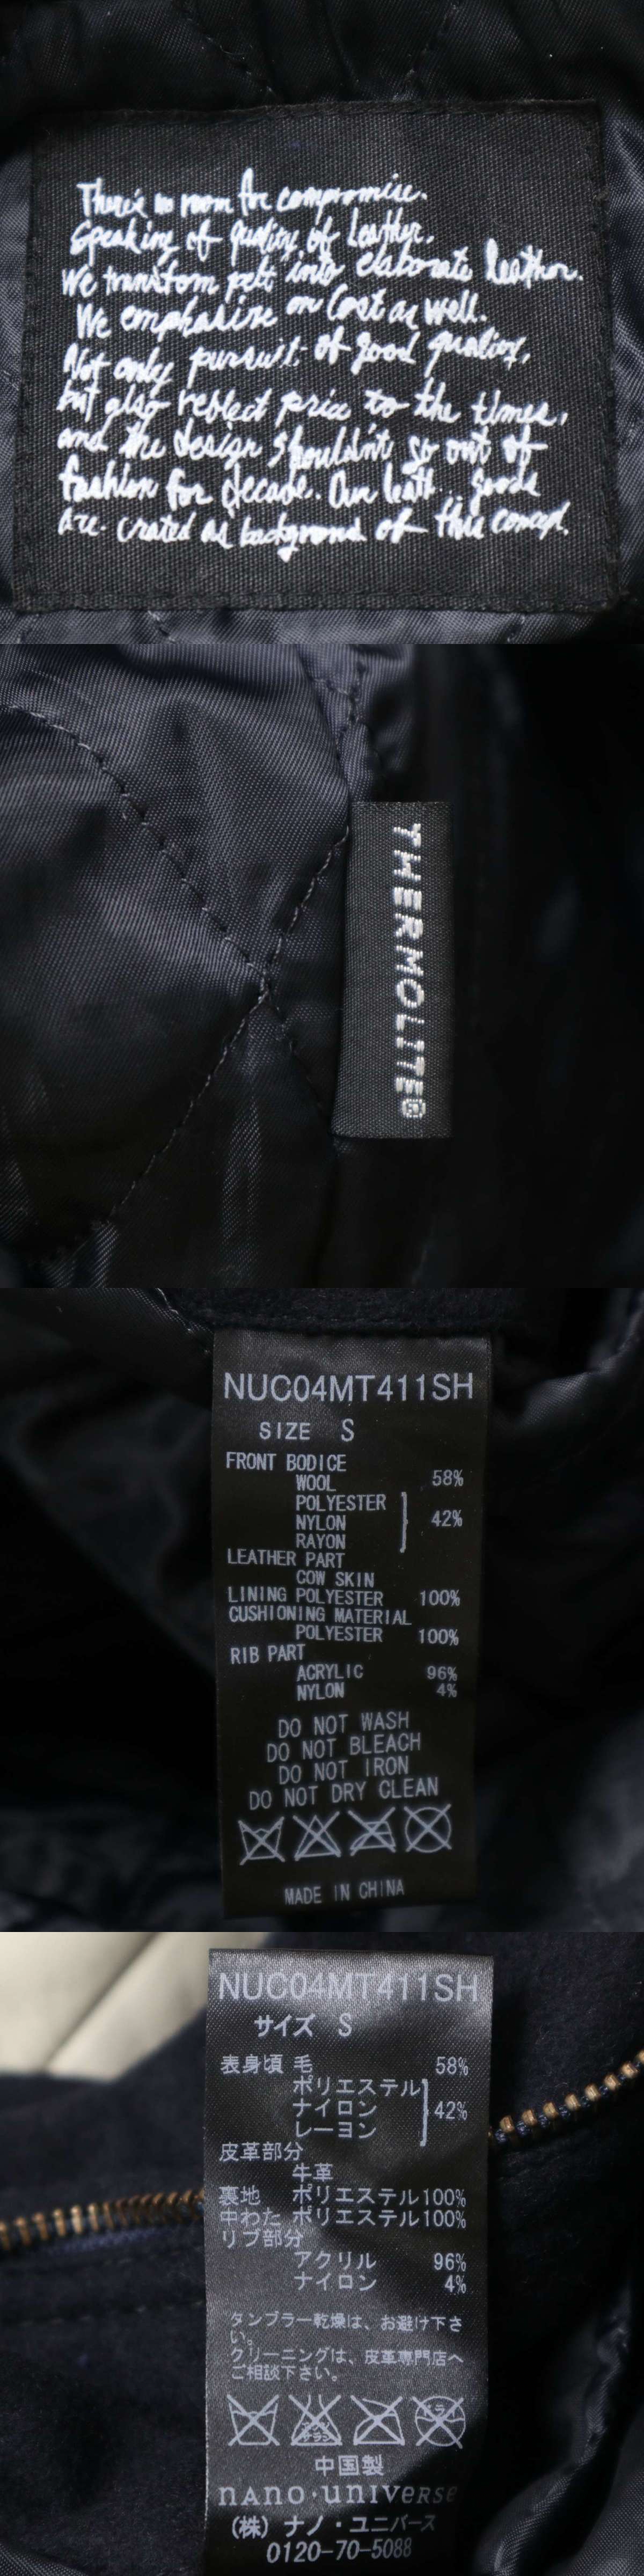 There's no room for compromise.
Speaking of quality of Leather.
We transform pelt into elaborate leather.
We emphasize on Cost as well.
Not only pursuit of good quality,
but also reflect price to the times,
and the design shouldn't go out of
fashion for decade. Our leath.. goods
are crated as background of this concept.
THERMOLITE®
NUC04MT411SH
SIZE S
FRONT BODICE
WOOL 58%
POLYESTER
NYLON 42%
RAYON
LEATHER PART
COW SKIN
LINING POLYESTER 100%
CUSHIONING MATERIAL
POLYESTER 100%
RIB PART
ACRYLIC 96%
NYLON 4%
DO NOT WASH
DO NOT BLEACH
DO NOT IRON
DO NOT DRY CLEAN
MADE IN CHINA
NUC04MT411SH
サイズ S
表身頃 毛 58%
ポリエステル
ナイロン 42%
レーヨン
皮革部分
牛革
裏地 ポリエステル100%
中わた ポリエステル100%
リブ部分
アクリル 96%
ナイロン 4%
タンブラー乾燥は、お避け下さ
い。
クリーニングは、皮革専門店へ
ご相談下さい。
エンソ
サラシ
ドライ
中国製
nano・universe
(株) ナノ・ユニバース
0120-70-5088